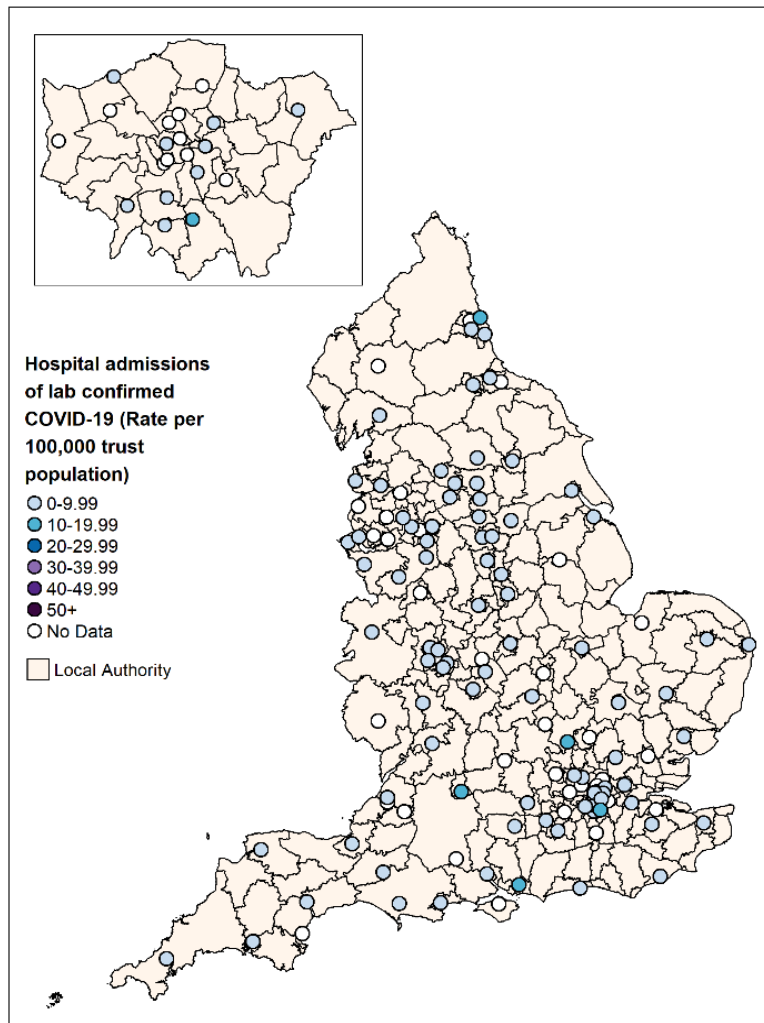 Hospital admissions
of lab confirmed
COVID-19 (Rate per
100,000 trust
population)
0-9.99
10-19.99
20-29.99
30-39.99
40-49.99
50+
No Data
Local Authority